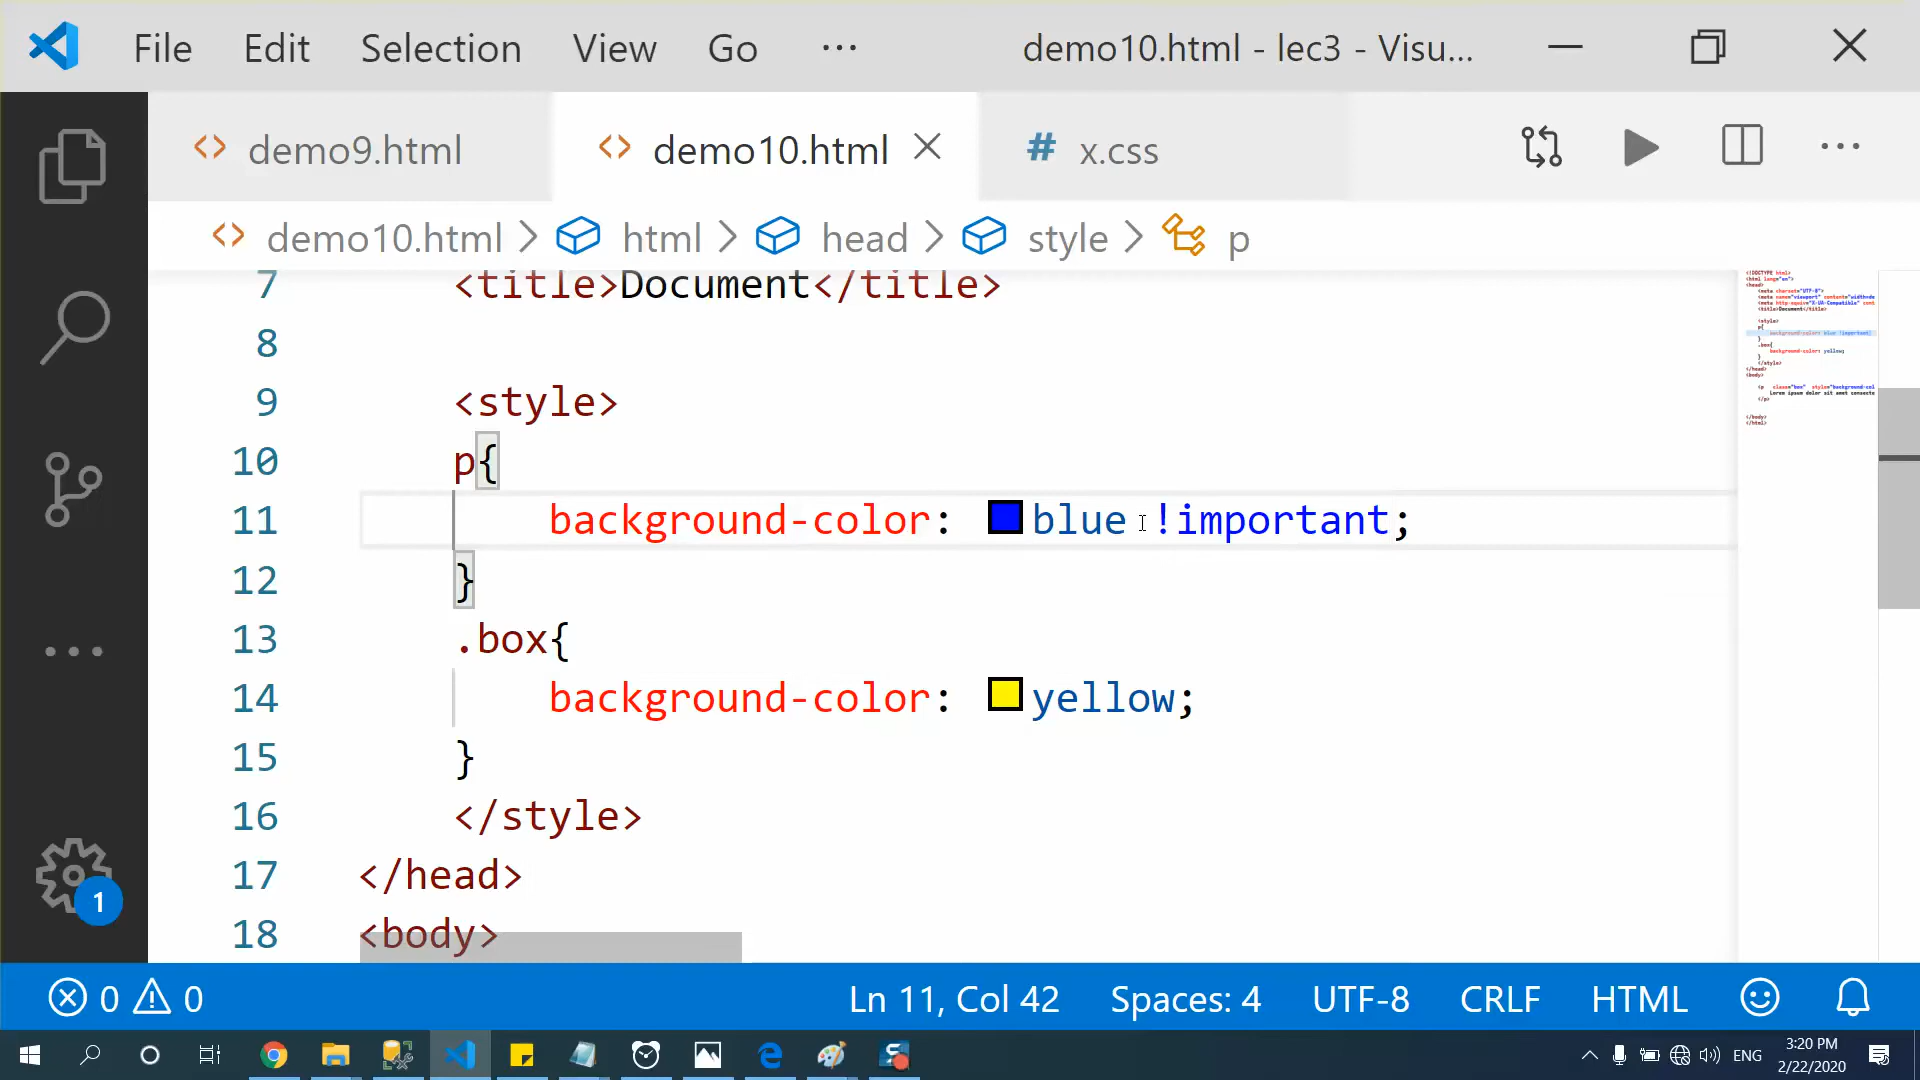 File Edit Selection View Go ··· demo10.html - lec3 - Visu...
demo9.html demo10.html # x.css
demo10.html > html > head > style > p
7 <title>Document</title>
8
9 <style>
10 p{
11 background-color: blue !important;
12 }
13 .box{
14 background-color: yellow;
15 }
16 </style>
17 </head>
18 <body>
1
0 0 Ln 11, Col 42 Spaces: 4 UTF-8 CRLF HTML
ENG 3:20 PM
2/22/2020